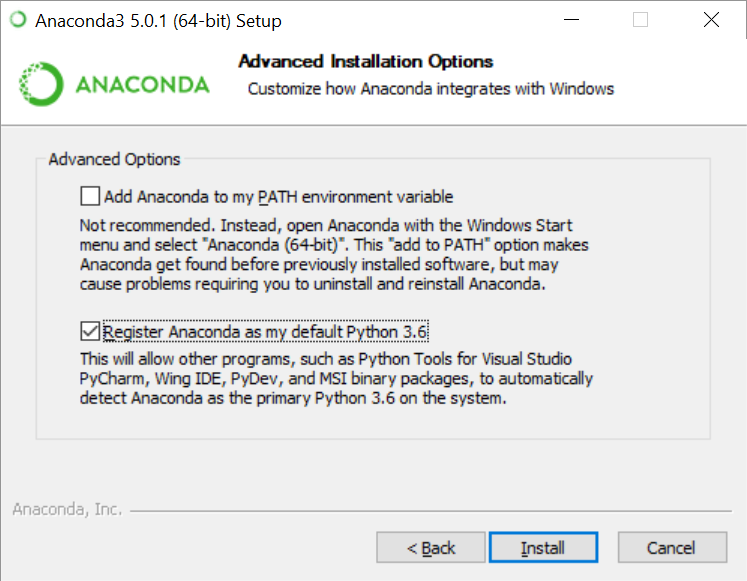 Anaconda3 5.0.1 (64-bit) Setup
Advanced Installation Options
ANACONDA
Customize how Anaconda integrates with Windows
Advanced Options
Add Anaconda to my PATH environment variable
Not recommended. Instead, open Anaconda with the Windows Start
menu and select "Anaconda (64-bit)". This "add to PATH" option makes
Anaconda get found before previously installed software, but may
cause problems requiring you to uninstall and reinstall Anaconda.
Register Anaconda as my default Python 3.6
This will allow other programs, such as Python Tools for Visual Studio
PyCharm, Wing IDE, PyDev, and MSI binary packages, to automatically
detect Anaconda as the primary Python 3.6 on the system.
Anaconda, Inc.
< Back Install Cancel